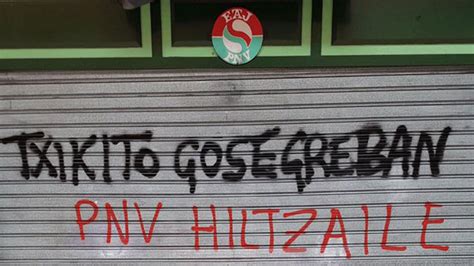 EAJ
PNV
TXIKITO GOSE GREBAN
PNV HILTZAILE